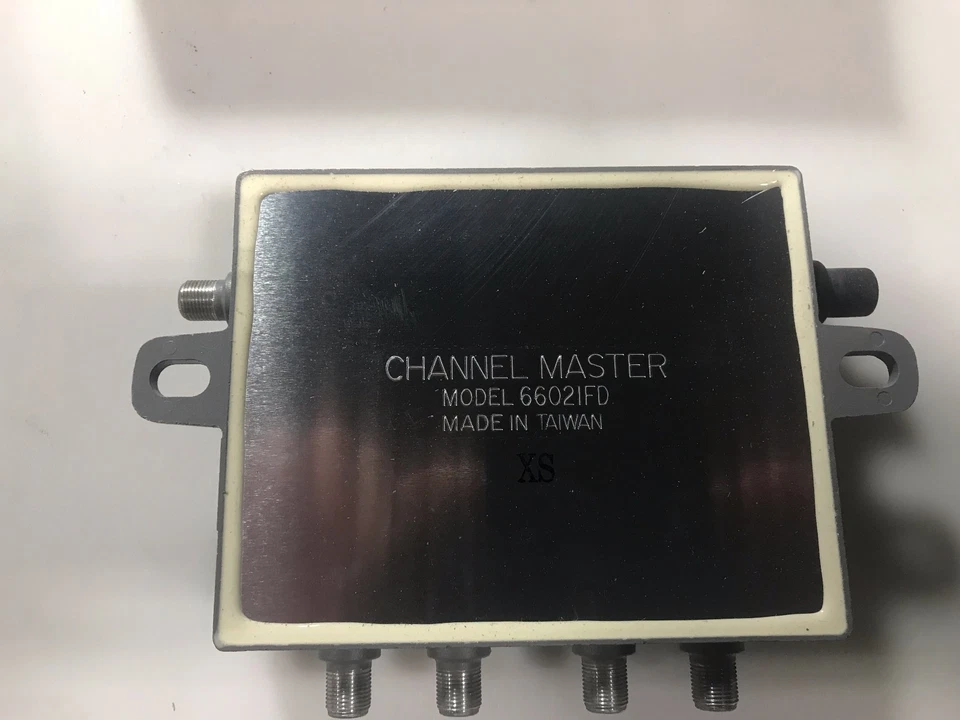 CHANNEL MASTER
MODEL 6602IFD
MADE IN TAIWAN
XS